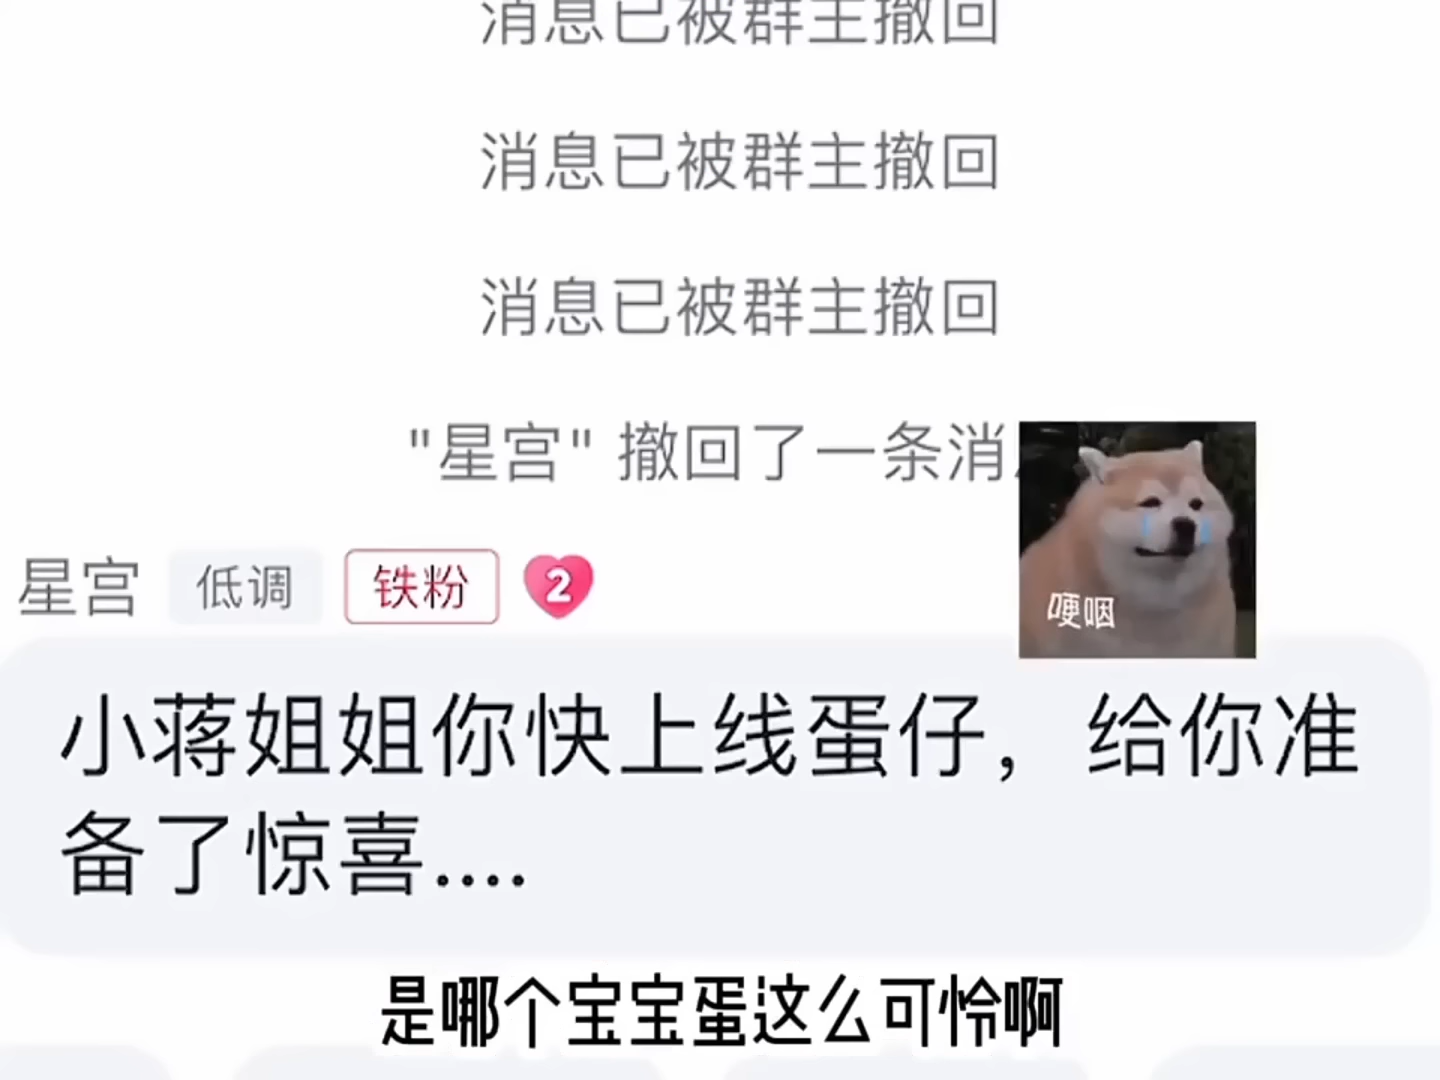 消息已被群主撤回
消息已被群主撤回
消息已被群主撤回
"星宫" 撤回了一条消
哽咽
星宫 低调 铁粉 2
小蒋姐姐你快上线蛋仔，给你准
备了惊喜....
是哪个宝宝蛋这么可怜啊